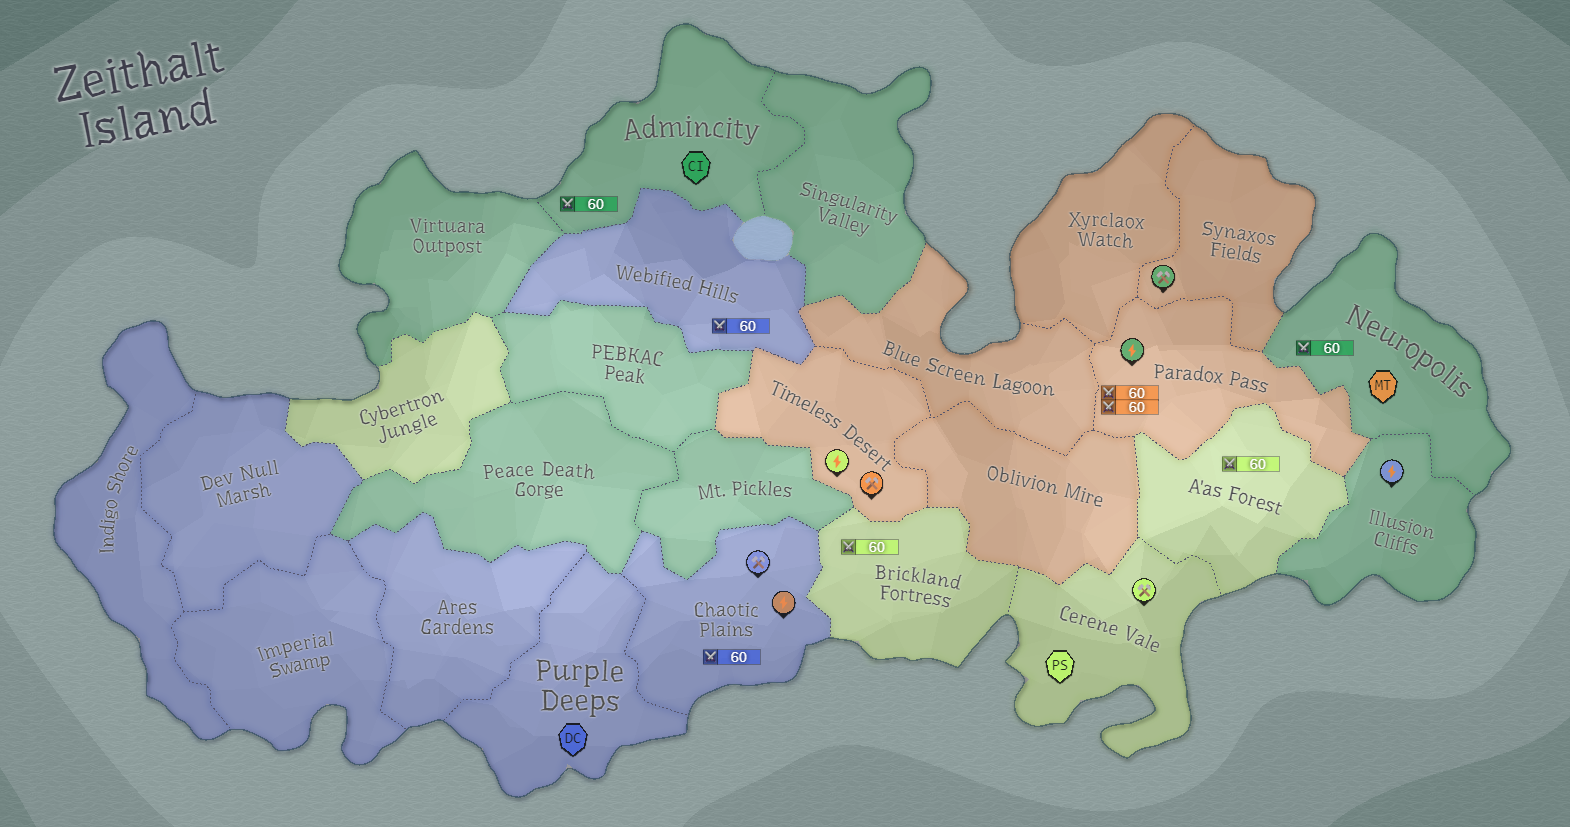 Zeithalt
Island
Admincity
CI
60
Singularity
Valley
Virtuara
Outpost
Webified Hills
60
Xyrclaox
Watch
Synaxos
Fields
Neuropolis
60
MT
PEBKAC
Peak
Blue Screen Lagoon
Paradox Pass
60
60
Timeless Desert
Cybertron
Jungle
Indigo Shore
Dev Null
Marsh
Peace Death
Gorge
Mt. Pickles
Oblivion Mire
60
A'as Forest
Illusion
Cliffs
60
Brickland
Fortress
Ares
Gardens
Chaotic
Plains
60
Cerene Vale
PS
Imperial
Swamp
Purple
Deeps
DC